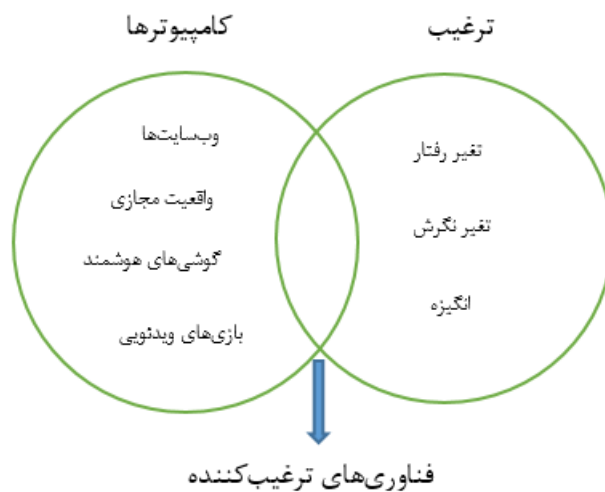 ترغیب
کامپیوترها
تغیر رفتار
تغیر نگرش
انگیزه
وب‌سایت‌ها
واقعیت مجازی
گوشی‌های هوشمند
بازی‌های ویدئویی
فناوری‌های ترغیب‌کننده